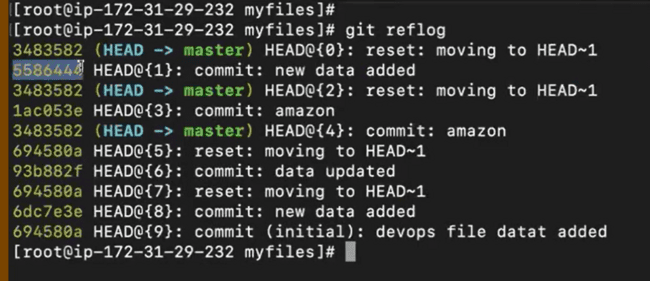 [root@ip-172-31-29-232 myfiles]#
[root@ip-172-31-29-232 myfiles]# git reflog
3483582 (HEAD -> master) HEAD@{0}: reset: moving to HEAD~1
5586444 HEAD@{1}: commit: new data added
3483582 (HEAD -> master) HEAD@{2}: reset: moving to HEAD~1
1ac053e HEAD@{3}: commit: amazon
3483582 (HEAD -> master) HEAD@{4}: commit: amazon
694580a HEAD@{5}: reset: moving to HEAD~1
93b882f HEAD@{6}: commit: data updated
694580a HEAD@{7}: reset: moving to HEAD~1
6dc7e3e HEAD@{8}: commit: new data added
694580a HEAD@{9}: commit (initial): devops file datat added
[root@ip-172-31-29-232 myfiles]#